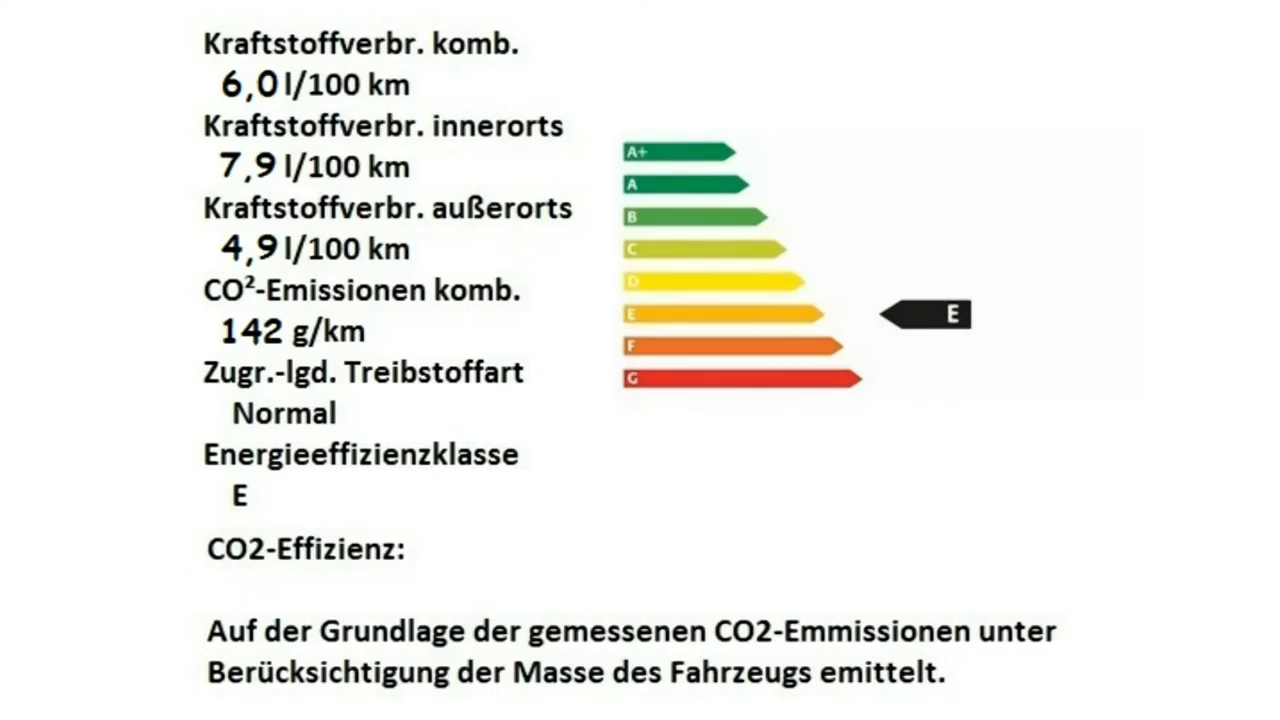 Kraftstoffverbr. komb.
6,0 l/100 km
Kraftstoffverbr. innerorts
7,9 l/100 km
Kraftstoffverbr. außerorts
4,9 l/100 km
CO²-Emissionen komb.
142 g/km
Zugr.-lgd. Treibstoffart
Normal
Energieeffizienzklasse
E
A+
A
B
C
D
E
F
G
E
CO2-Effizienz:
Auf der Grundlage der gemessenen CO2-Emmissionen unter
Berücksichtigung der Masse des Fahrzeugs emittelt.